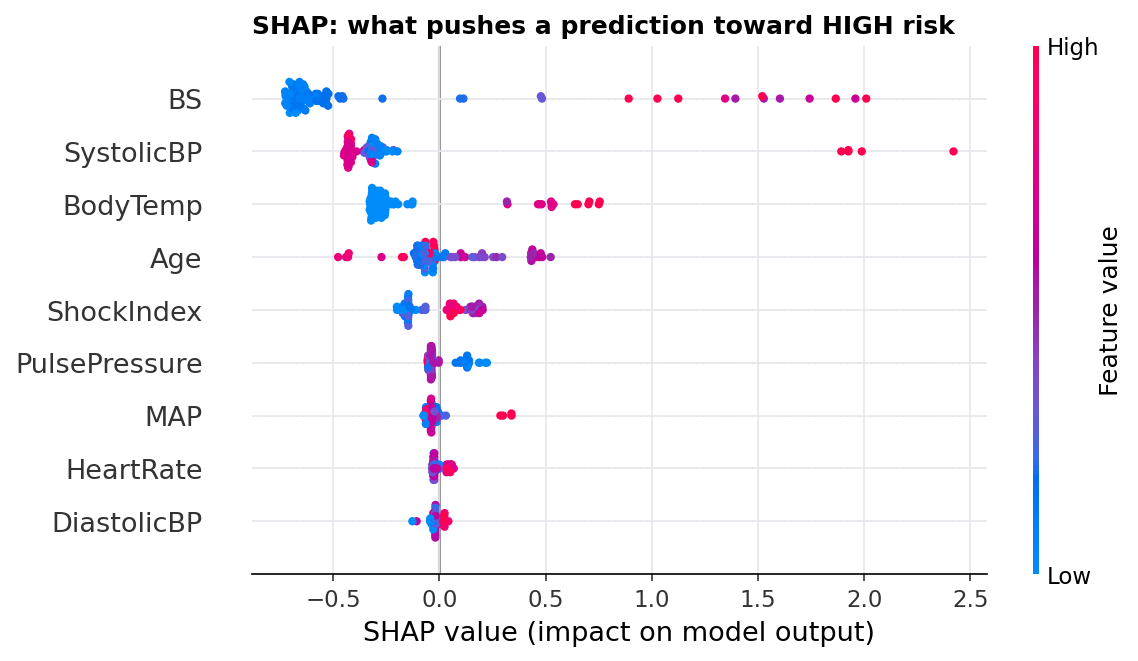 SHAP: what pushes a prediction toward HIGH risk
High
BS
SystolicBP
BodyTemp
Age
ShockIndex
PulsePressure
MAP
HeartRate
DiastolicBP
Feature value
Low
−0.5 0.0 0.5 1.0 1.5 2.0 2.5
SHAP value (impact on model output)